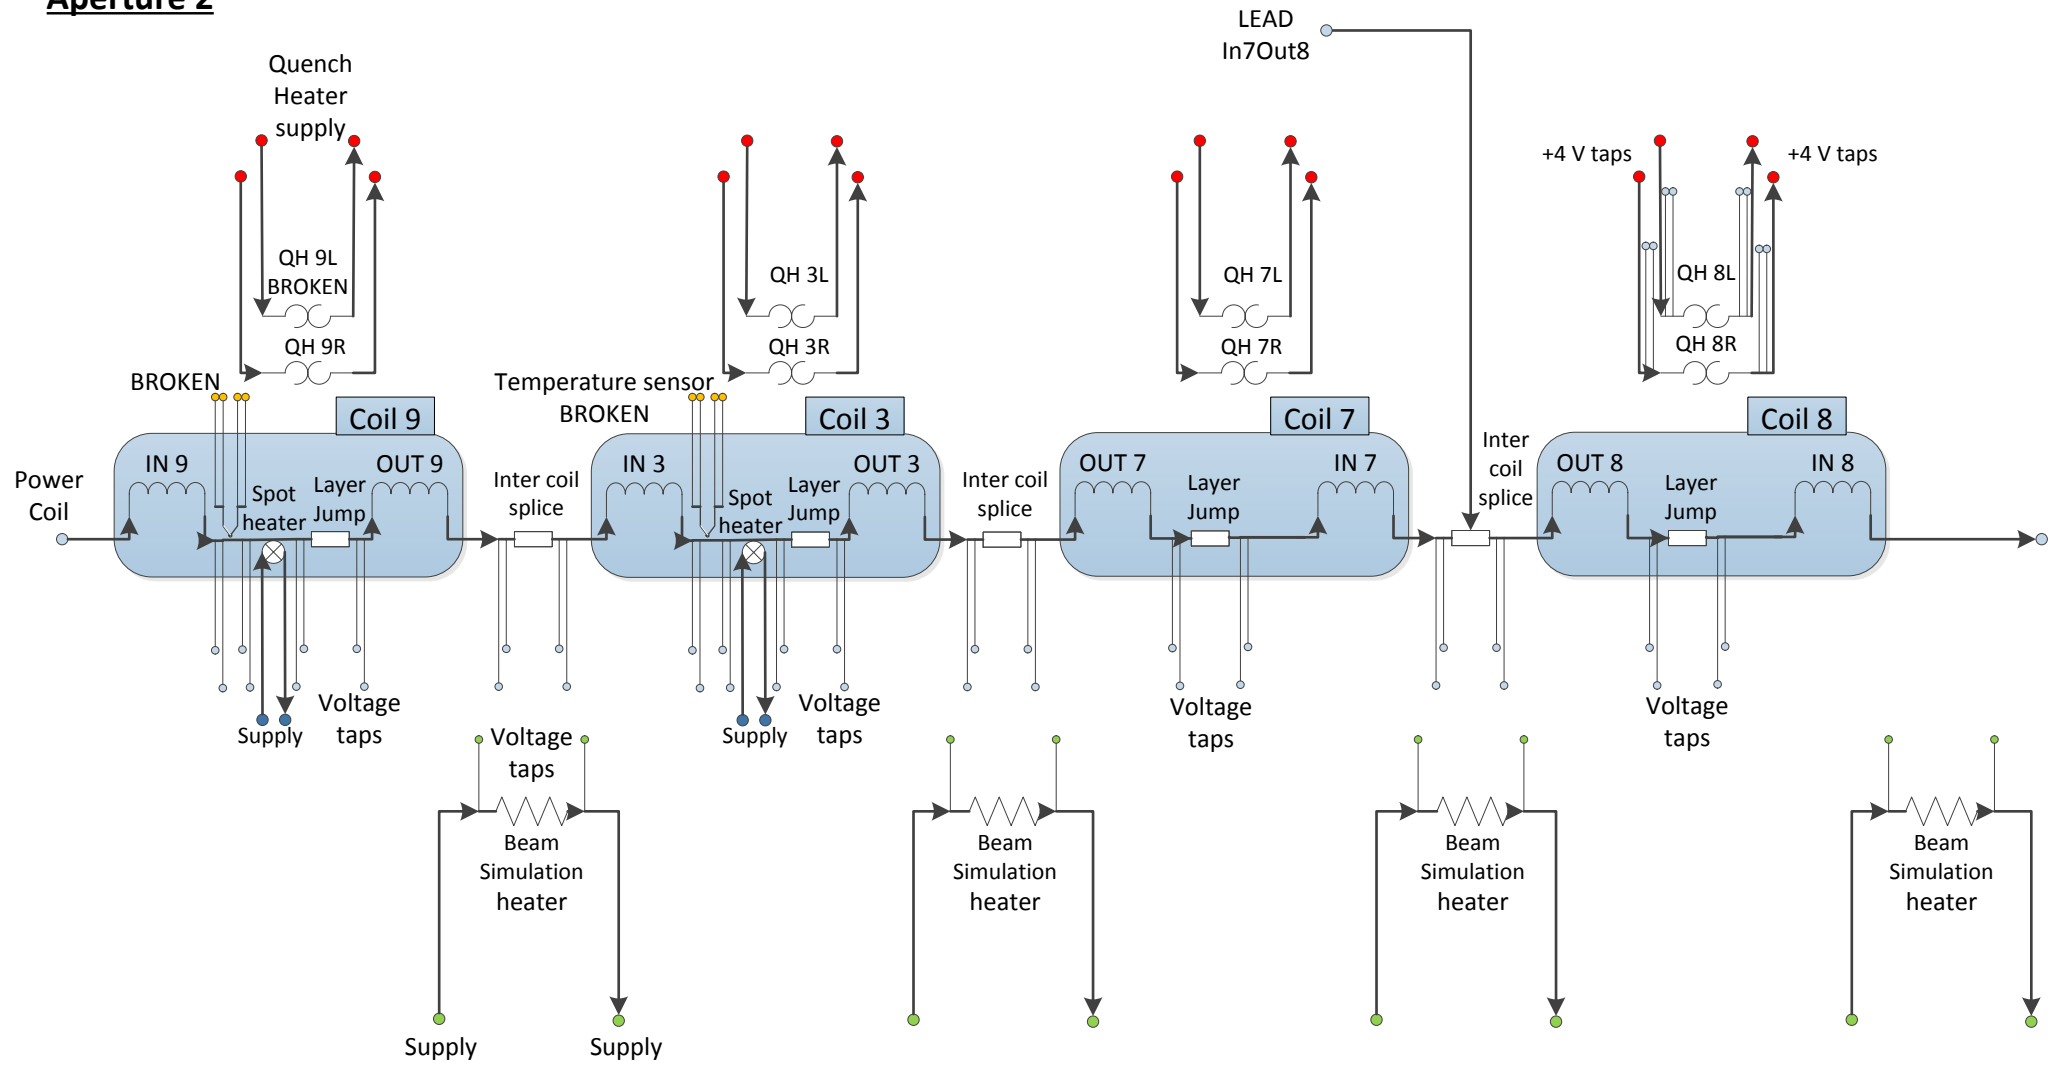 Aperture 2
LEAD
In7Out8
Quench
Heater
supply
+4 V taps
+4 V taps
QH 9L
BROKEN
QH 9R
QH 3L
QH 3R
QH 7L
QH 7R
QH 8L
QH 8R
BROKEN
Temperature sensor
BROKEN
Coil 9
Coil 3
Coil 7
Coil 8
Power
Coil
IN 9
Spot
heater
Layer
Jump
OUT 9
Inter coil
splice
IN 3
Spot
heater
Layer
Jump
OUT 3
Inter coil
splice
OUT 7
Layer
Jump
IN 7
Inter
coil
splice
OUT 8
Layer
Jump
IN 8
Supply
Voltage
taps
Supply
Voltage
taps
Voltage
taps
Voltage
taps
Voltage
taps
Beam
Simulation
heater
Beam
Simulation
heater
Beam
Simulation
heater
Beam
Simulation
heater
Supply
Supply